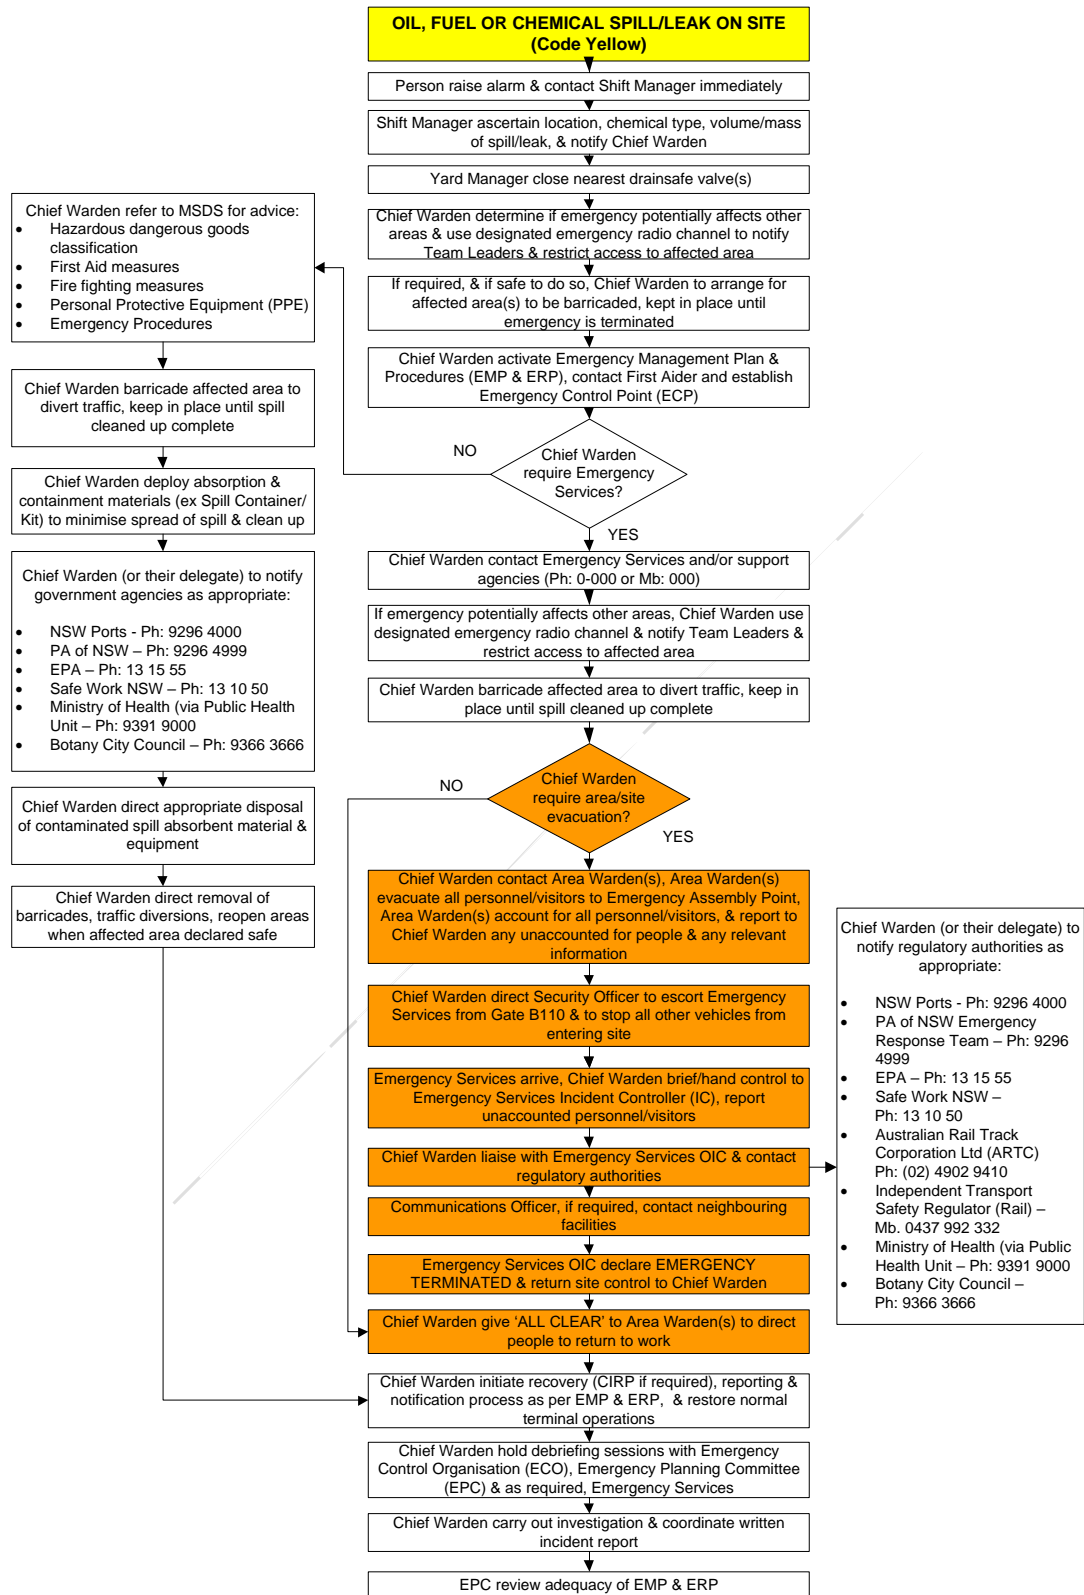 OIL, FUEL OR CHEMICAL SPILL/LEAK ON SITE
(Code Yellow)
Person raise alarm & contact Shift Manager immediately
Shift Manager ascertain location, chemical type, volume/mass
of spill/leak, & notify Chief Warden
Yard Manager close nearest drainsafe valve(s)
Chief Warden determine if emergency potentially affects other
areas & use designated emergency radio channel to notify
Team Leaders & restrict access to affected area
If required, & if safe to do so, Chief Warden to arrange for
affected area(s) to be barricaded, kept in place until
emergency is terminated
Chief Warden activate Emergency Management Plan &
Procedures (EMP & ERP), contact First Aider and establish
Emergency Control Point (ECP)
Chief Warden
require Emergency
Services?
NO
YES
Chief Warden refer to MSDS for advice:
• Hazardous dangerous goods
classification
• First Aid measures
• Fire fighting measures
• Personal Protective Equipment (PPE)
• Emergency Procedures
Chief Warden barricade affected area to
divert traffic, keep in place until spill
cleaned up complete
Chief Warden deploy absorption &
containment materials (ex Spill Container/
Kit) to minimise spread of spill & clean up
Chief Warden (or their delegate) to notify
government agencies as appropriate:
• NSW Ports - Ph: 9296 4000
• PA of NSW – Ph: 9296 4999
• EPA – Ph: 13 15 55
• Safe Work NSW – Ph: 13 10 50
• Ministry of Health (via Public Health
Unit – Ph: 9391 9000
• Botany City Council – Ph: 9366 3666
Chief Warden direct appropriate disposal
of contaminated spill absorbent material &
equipment
Chief Warden direct removal of
barricades, traffic diversions, reopen areas
when affected area declared safe
Chief Warden contact Emergency Services and/or support
agencies (Ph: 0-000 or Mb: 000)
If emergency potentially affects other areas, Chief Warden use
designated emergency radio channel & notify Team Leaders &
restrict access to affected area
Chief Warden barricade affected area to divert traffic, keep in
place until spill cleaned up complete
Chief Warden
require area/site
evacuation?
NO
YES
Chief Warden contact Area Warden(s), Area Warden(s)
evacuate all personnel/visitors to Emergency Assembly Point,
Area Warden(s) account for all personnel/visitors, & report to
Chief Warden any unaccounted for people & any relevant
information
Chief Warden direct Security Officer to escort Emergency
Services from Gate B110 & to stop all other vehicles from
entering site
Emergency Services arrive, Chief Warden brief/hand control to
Emergency Services Incident Controller (IC), report
unaccounted personnel/visitors
Chief Warden liaise with Emergency Services OIC & contact
regulatory authorities
Communications Officer, if required, contact neighbouring
facilities
Emergency Services OIC declare EMERGENCY
TERMINATED & return site control to Chief Warden
Chief Warden give ‘ALL CLEAR’ to Area Warden(s) to direct
people to return to work
Chief Warden (or their delegate) to
notify regulatory authorities as
appropriate:
• NSW Ports - Ph: 9296 4000
• PA of NSW Emergency
Response Team – Ph: 9296
4999
• EPA – Ph: 13 15 55
• Safe Work NSW –
Ph: 13 10 50
• Australian Rail Track
Corporation Ltd (ARTC)
Ph: (02) 4902 9410
• Independent Transport
Safety Regulator (Rail) –
Mb. 0437 992 332
• Ministry of Health (via Public
Health Unit – Ph: 9391 9000
• Botany City Council –
Ph: 9366 3666
Chief Warden initiate recovery (CIRP if required), reporting &
notification process as per EMP & ERP, & restore normal
terminal operations
Chief Warden hold debriefing sessions with Emergency
Control Organisation (ECO), Emergency Planning Committee
(EPC) & as required, Emergency Services
Chief Warden carry out investigation & coordinate written
incident report
EPC review adequacy of EMP & ERP